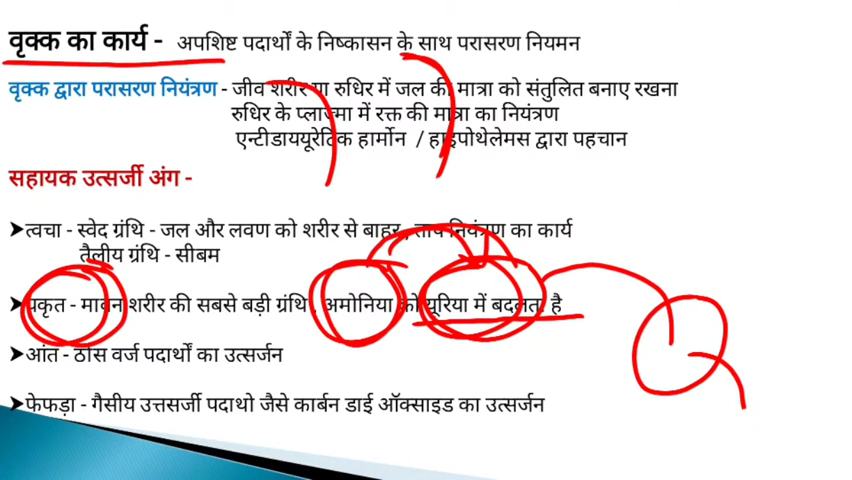 वृक्क का कार्य - अपशिष्ट पदार्थों के निष्कासन के साथ परासरण नियमन
वृक्क द्वारा परासरण नियंत्रण - जीव शरीर या रुधिर में जल की मात्रा को संतुलित बनाए रखना
रुधिर के प्लाज्मा में रक्त की मात्रा का नियंत्रण
एन्टीडाययूरेटिक हार्मोन / हाइपोथेलेमस द्वारा पहचान
सहायक उत्सर्जी अंग -
➤त्वचा - स्वेद ग्रंथि - जल और लवण को शरीर से बाहर , ताप नियंत्रण का कार्य
तैलीय ग्रंथि - सीबम
➤यकृत - मावन शरीर की सबसे बड़ी ग्रंथि , अमोनिया को यूरिया में बदलता है
➤आंत - ठोस वर्ज पदार्थों का उत्सर्जन
➤फेफड़ा - गैसीय उत्तसर्जी पदाथो जैसे कार्बन डाई ऑक्साइड का उत्सर्जन